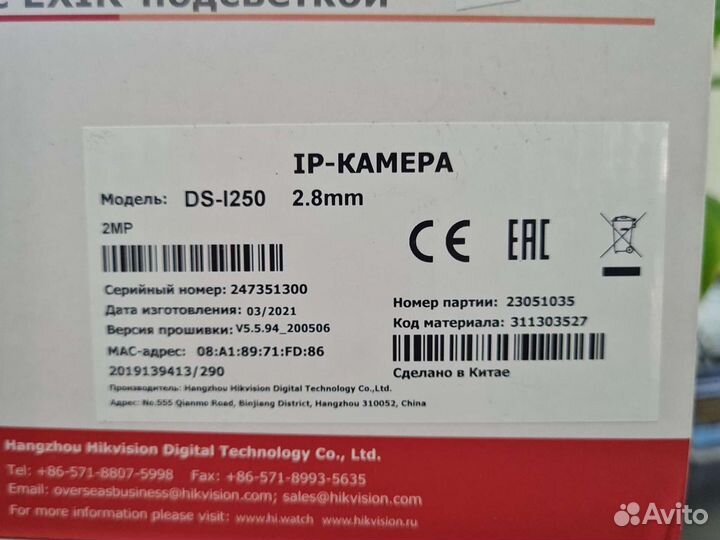 с EXIR-подсветкой
IP-КАМЕРА
Модель: DS-I250 2.8mm
2MP
CE EAC
Серийный номер: 247351300
Дата изготовления: 03/2021
Версия прошивки: V5.5.94_200506
MAC-адрес: 08:A1:89:71:FD:86
2019139413/290
Номер партии: 23051035
Код материала: 311303527
Сделано в Китае
Производитель: Hangzhou Hikvision Digital Technology Co.,Ltd.
Адрес: No.555 Qianmo Road, Binjiang District, Hangzhou 310052, China
Hangzhou Hikvision Digital Technology Co., Ltd.
Tel: +86-571-8807-5998 Fax: +86-571-8993-5635
Email: overseasbusiness@hikvision.com; sales@hikvision.com
For more information please visit: www.hi.watch www.hikvision.ru
Avito